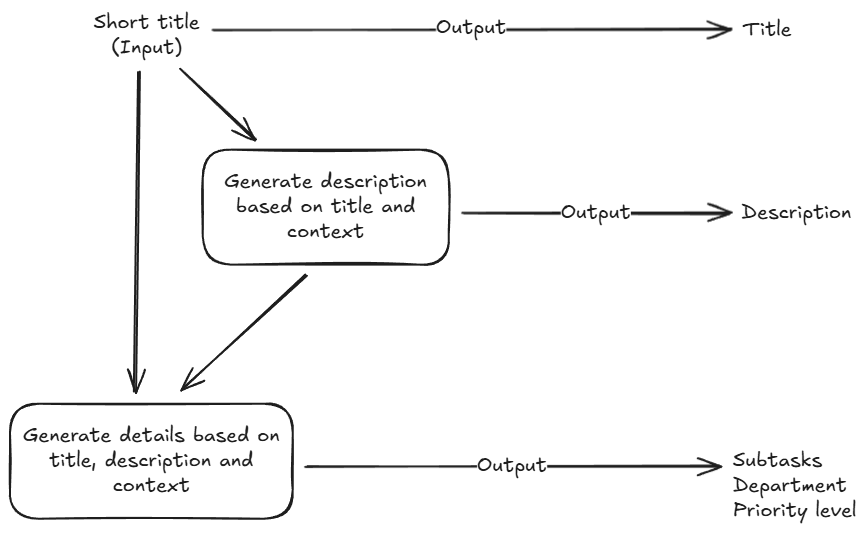 Short title
(Input)
Output
Title
Generate description
based on title and
context
Output
Description
Generate details based on
title, description and
context
Output
Subtasks
Department
Priority level